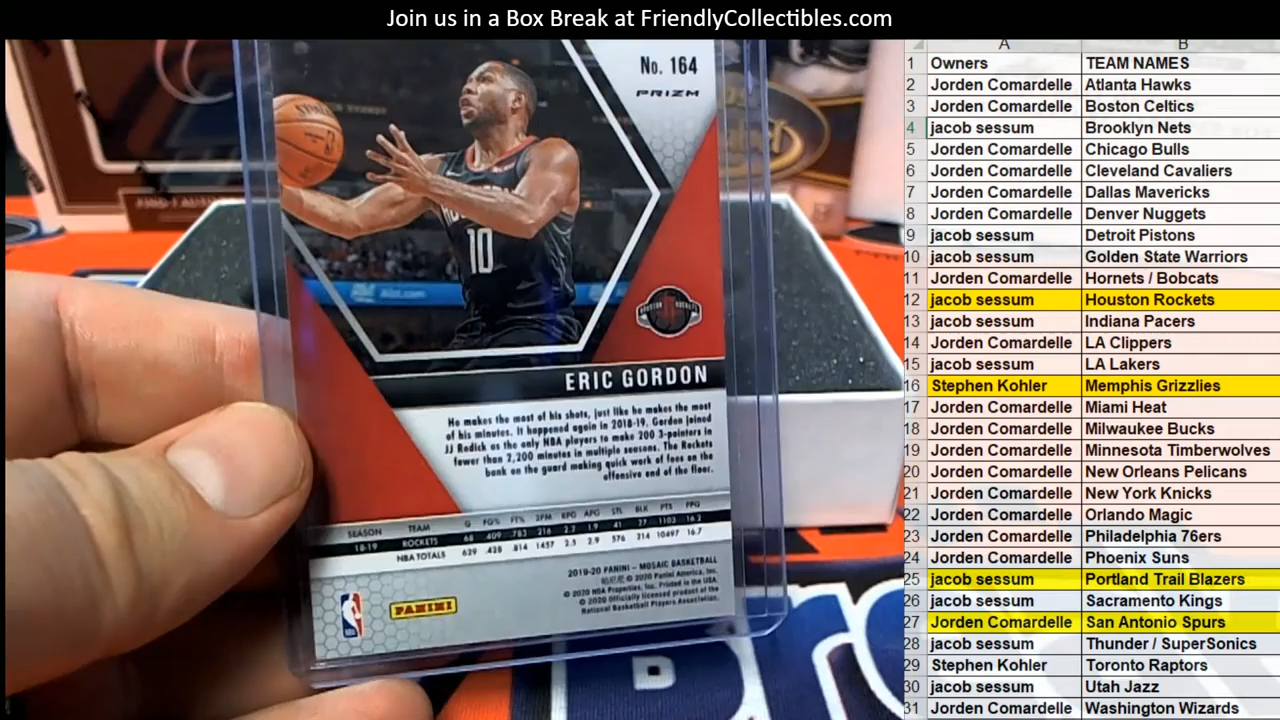 Join us in a Box Break at FriendlyCollectibles.com
SPALDING
No. 164
PRIZM
10
ERIC GORDON
He makes the most of his shots, just like he makes the most
of his minutes. It happened again in 2018-19. Gordon joined
JJ Redick as the only NBA players to make 200 3-pointers in
fewer than 2,200 minutes in multiple seasons. The Rockets
bank on the guard making quick work of foes on the
offensive end of the floor.
SEASON TEAM G FG% FT% 3PM RPG APG STL BLK PTS PPG
18-19 ROCKETS 68 .409 .783 216 2.2 1.9 41 27 1103 16.2
NBA TOTALS 639 .428 .814 1457 2.5 2.9 576 214 10497 16.7
2019-20 PANINI – MOSAIC BASKETBALL
© 2020 Panini America, Inc.
© 2020 NBA Properties, Inc. Printed in the USA.
© 2020 Officially licensed product of the
National Basketball Players Association.
NBA
PANINI
A B
1 Owners TEAM NAMES
2 Jorden Comardelle Atlanta Hawks
3 Jorden Comardelle Boston Celtics
4 jacob sessum Brooklyn Nets
5 Jorden Comardelle Chicago Bulls
6 Jorden Comardelle Cleveland Cavaliers
7 Jorden Comardelle Dallas Mavericks
8 Jorden Comardelle Denver Nuggets
9 jacob sessum Detroit Pistons
10 jacob sessum Golden State Warriors
11 Jorden Comardelle Hornets / Bobcats
12 jacob sessum Houston Rockets
13 jacob sessum Indiana Pacers
14 Jorden Comardelle LA Clippers
15 jacob sessum LA Lakers
16 Stephen Kohler Memphis Grizzlies
17 Jorden Comardelle Miami Heat
18 Jorden Comardelle Milwaukee Bucks
19 Jorden Comardelle Minnesota Timberwolves
20 Jorden Comardelle New Orleans Pelicans
21 Jorden Comardelle New York Knicks
22 Jorden Comardelle Orlando Magic
23 Jorden Comardelle Philadelphia 76ers
24 Jorden Comardelle Phoenix Suns
25 jacob sessum Portland Trail Blazers
26 jacob sessum Sacramento Kings
27 Jorden Comardelle San Antonio Spurs
28 jacob sessum Thunder / SuperSonics
29 Stephen Kohler Toronto Raptors
30 jacob sessum Utah Jazz
31 Jorden Comardelle Washington Wizards